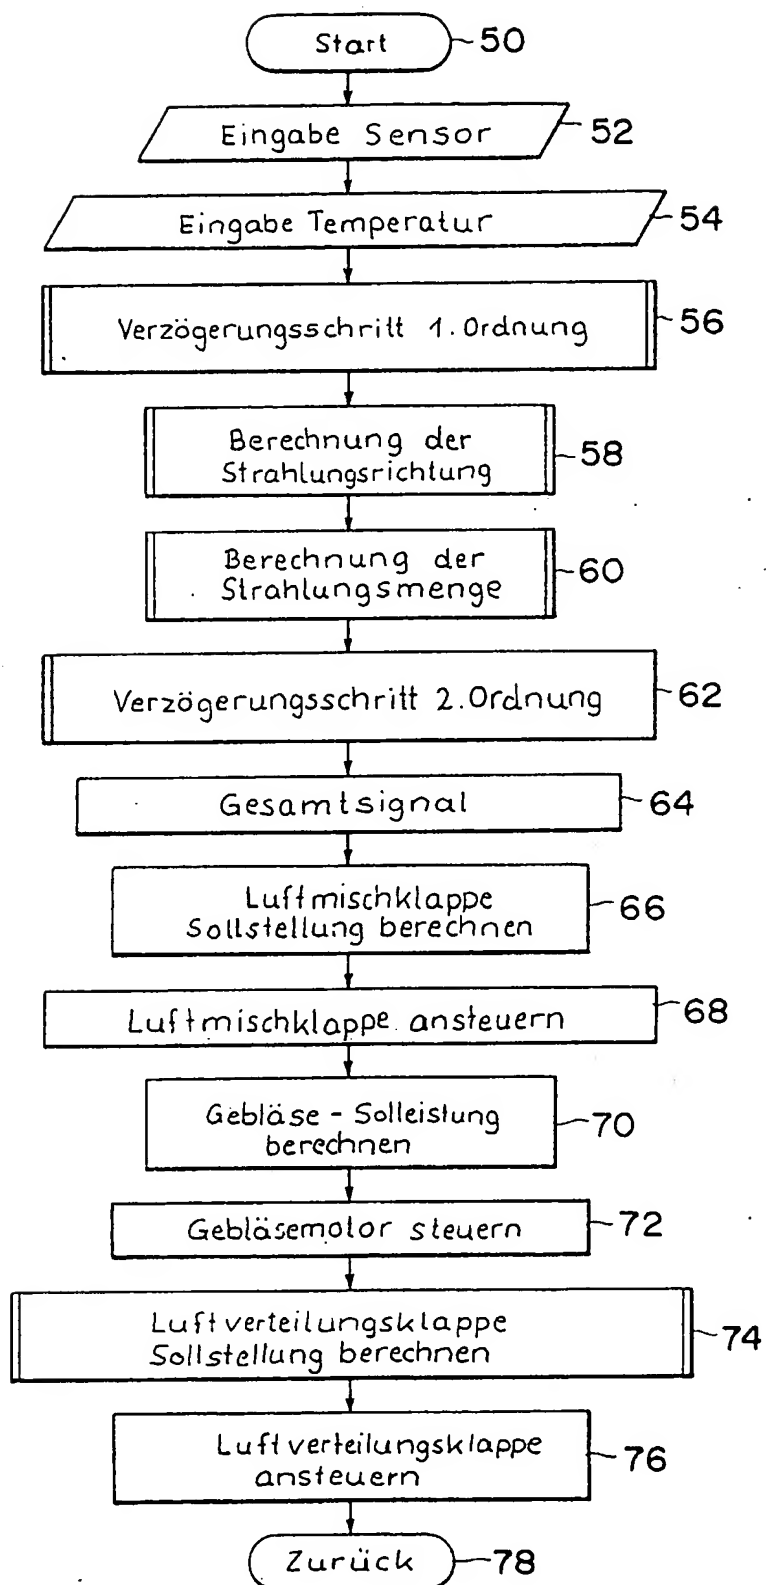 Start 50
Eingabe Sensor 52
Eingabe Temperatur 54
Verzögerungsschritt 1. Ordnung 56
Berechnung der
Strahlungsrichtung 58
Berechnung der
Strahlungsmenge 60
Verzögerungsschritt 2. Ordnung 62
Gesamtsignal 64
Luftmischklappe
Sollstellung berechnen 66
Luftmischklappe ansteuern 68
Gebläse - Solleistung
berechnen 70
Gebläsemotor steuern 72
Luftverteilungsklappe
Sollstellung berechnen 74
Luftverteilungsklappe
ansteuern 76
Zurück 78